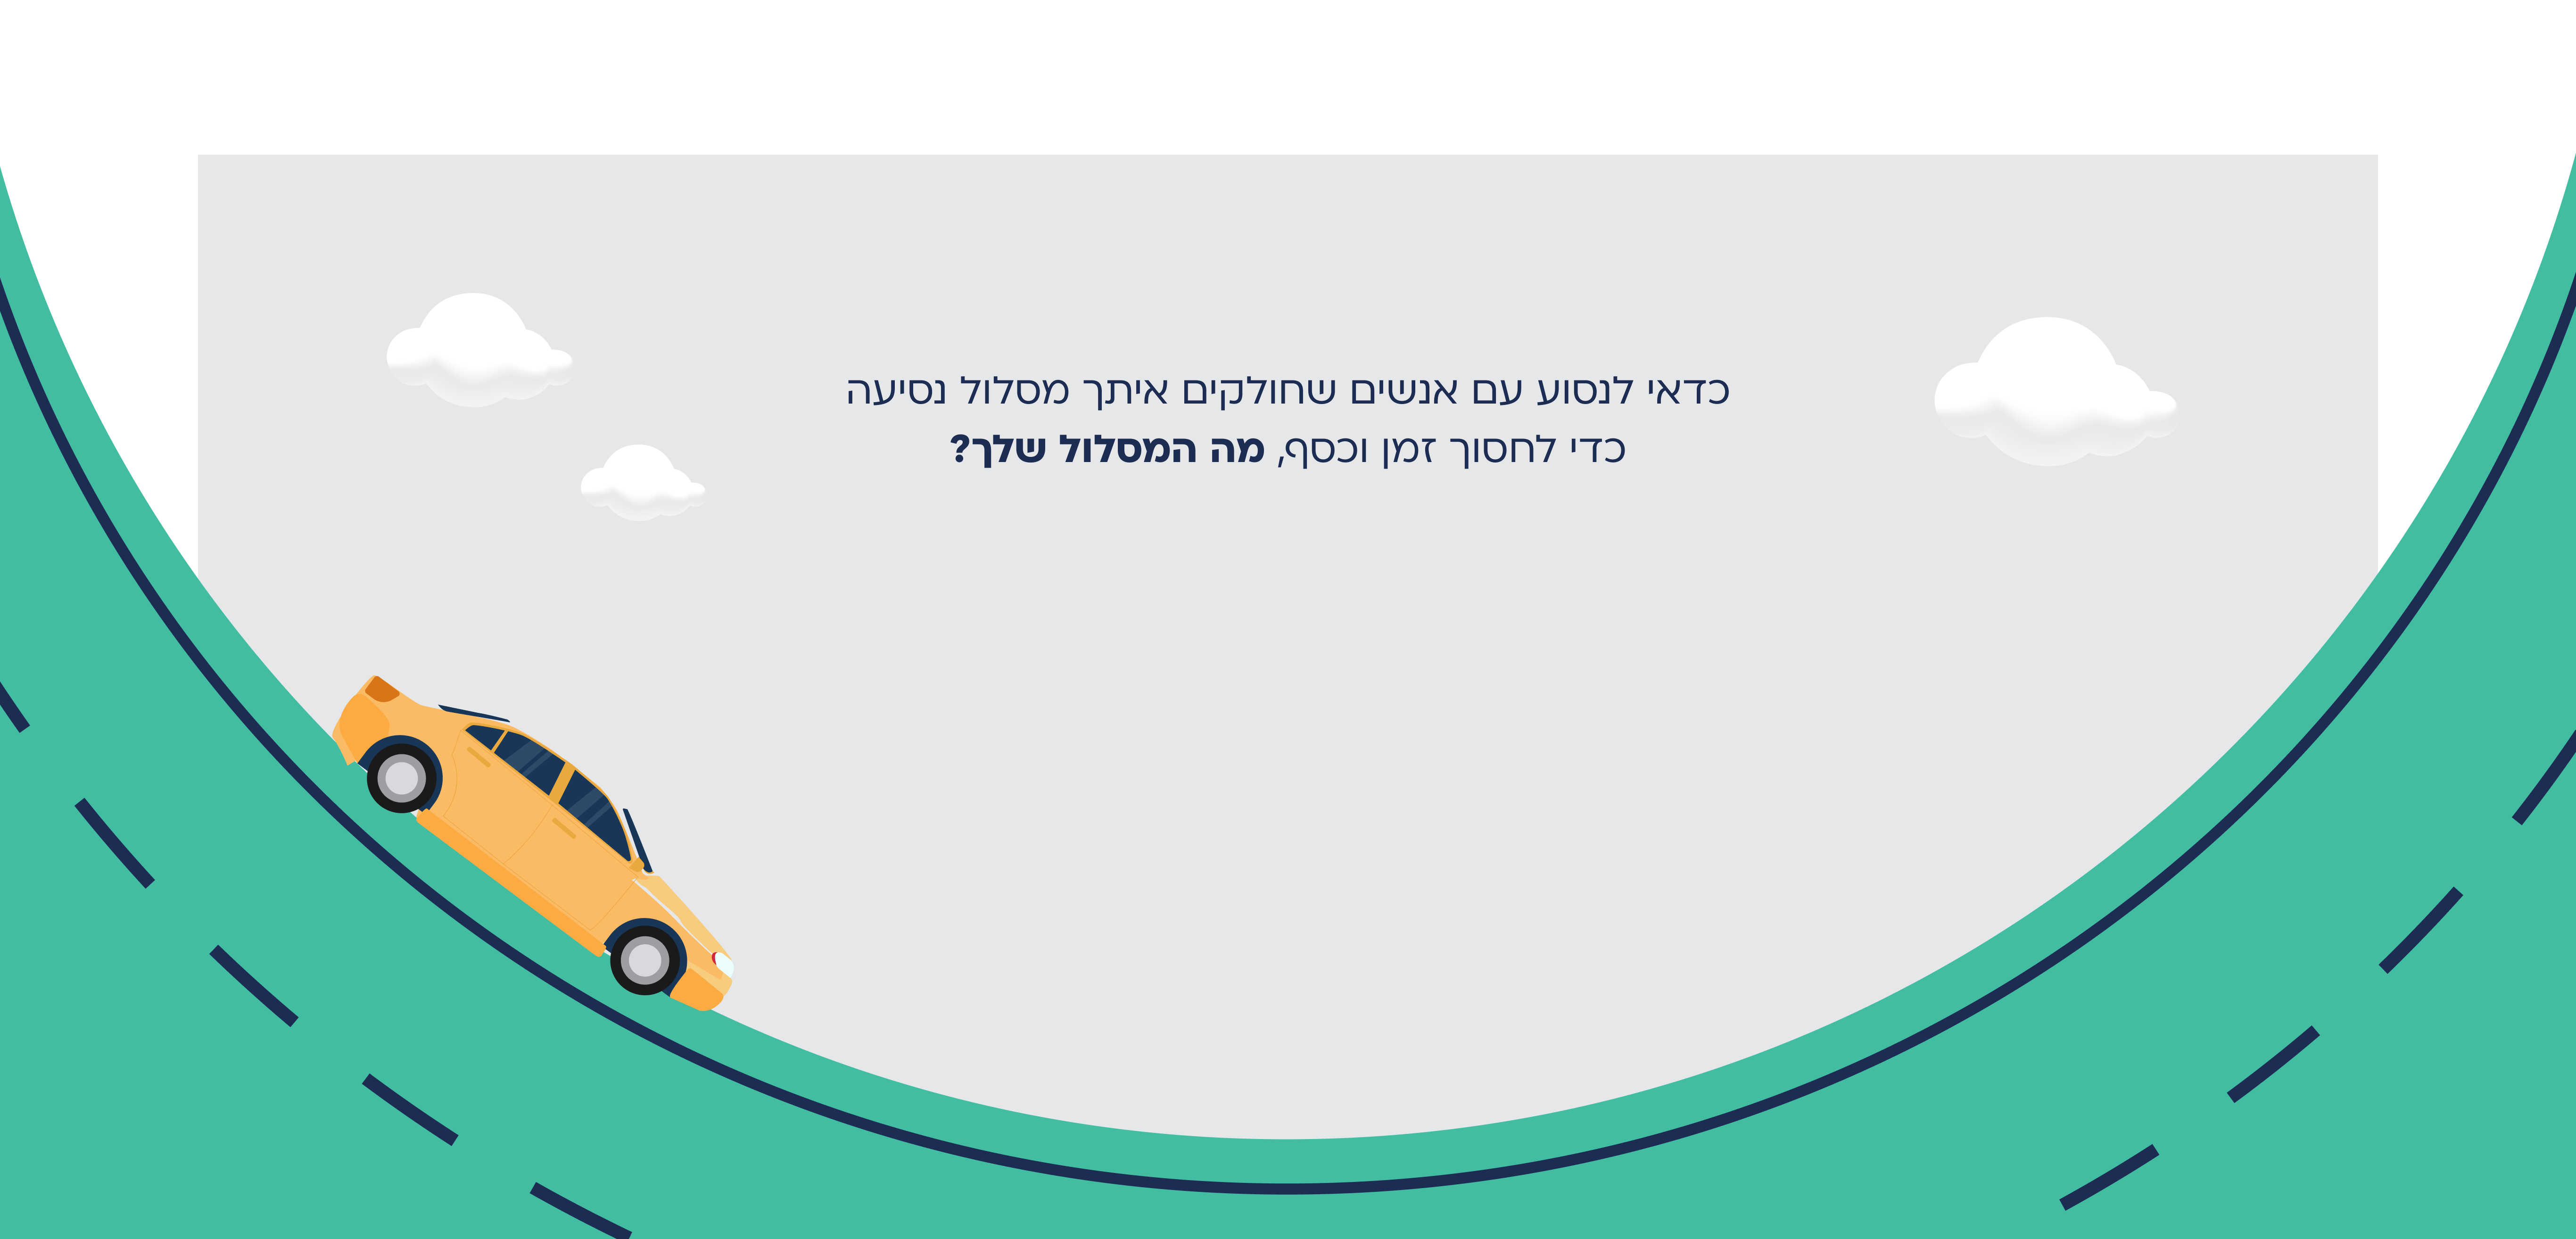 כדאי לנסוע עם אנשים שחולקים איתך מסלול נסיעה
כדי לחסוך זמן וכסף, מה המסלול שלך?